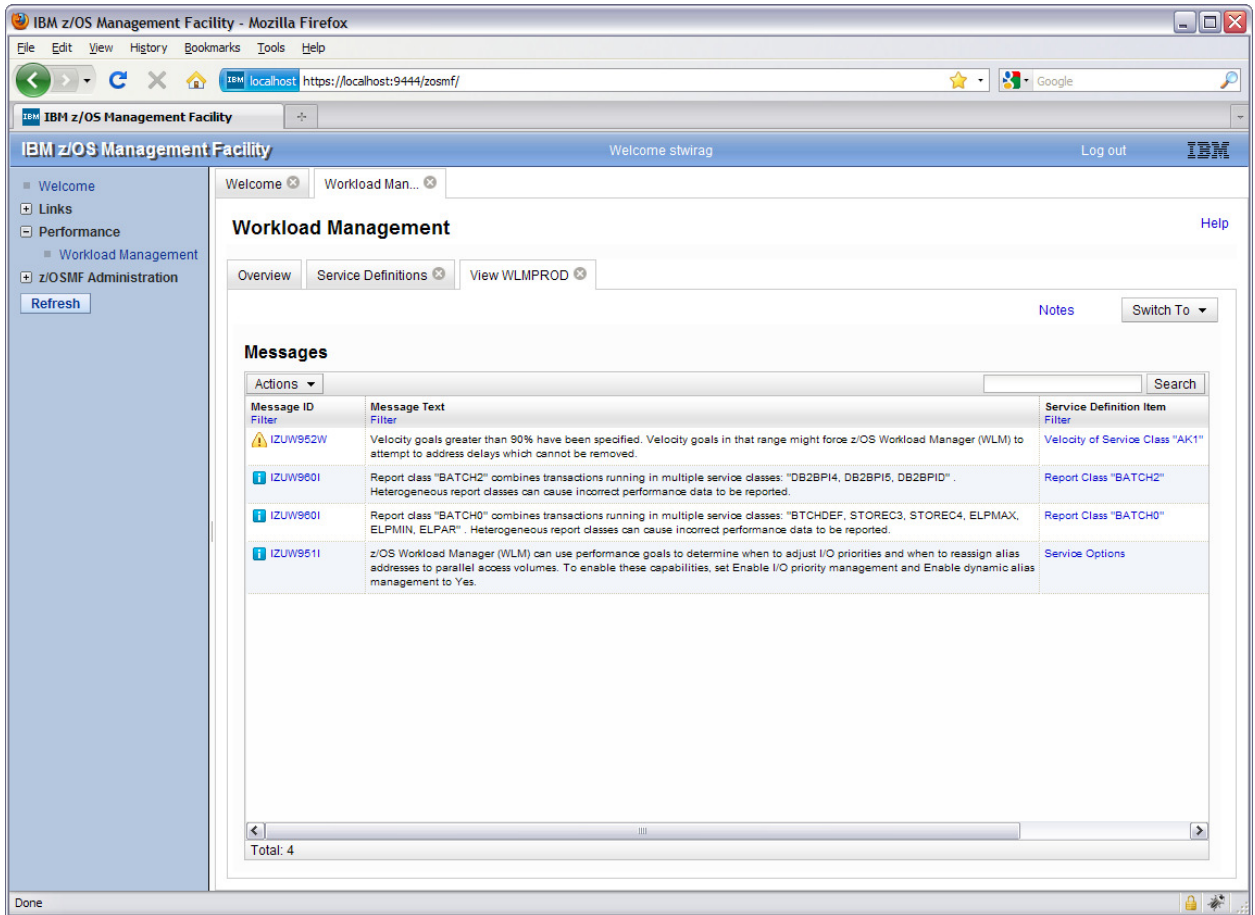 IBM z/OS Management Facility - Mozilla Firefox
File Edit View History Bookmarks Tools Help
IBM localhost https://localhost:9444/zosmf/ Google
IBM IBM z/OS Management Facility
IBM z/OS Management Facility Welcome stwirag Log out IBM
Welcome
Links
Performance
Workload Management
z/OSMF Administration
Refresh
Welcome Workload Man...
Workload Management Help
Overview Service Definitions View WLMPROD
Notes Switch To
Messages
Actions Search
Message ID Message Text Service Definition Item
Filter Filter Filter
IZUW952W Velocity goals greater than 90% have been specified. Velocity goals in that range might force z/OS Workload Manager (WLM) to Velocity of Service Class "AK1"
attempt to address delays which cannot be removed.
IZUW960I Report class "BATCH2" combines transactions running in multiple service classes: "DB2BPI4, DB2BPI5, DB2BPID" . Report Class "BATCH2"
Heterogeneous report classes can cause incorrect performance data to be reported.
IZUW960I Report class "BATCH0" combines transactions running in multiple service classes: "BTCHDEF, STOREC3, STOREC4, ELPMAX, Report Class "BATCH0"
ELPMIN, ELPAR" . Heterogeneous report classes can cause incorrect performance data to be reported.
IZUW951I z/OS Workload Manager (WLM) can use performance goals to determine when to adjust I/O priorities and when to reassign alias Service Options
addresses to parallel access volumes. To enable these capabilities, set Enable I/O priority management and Enable dynamic alias
management to Yes.
Total: 4
Done